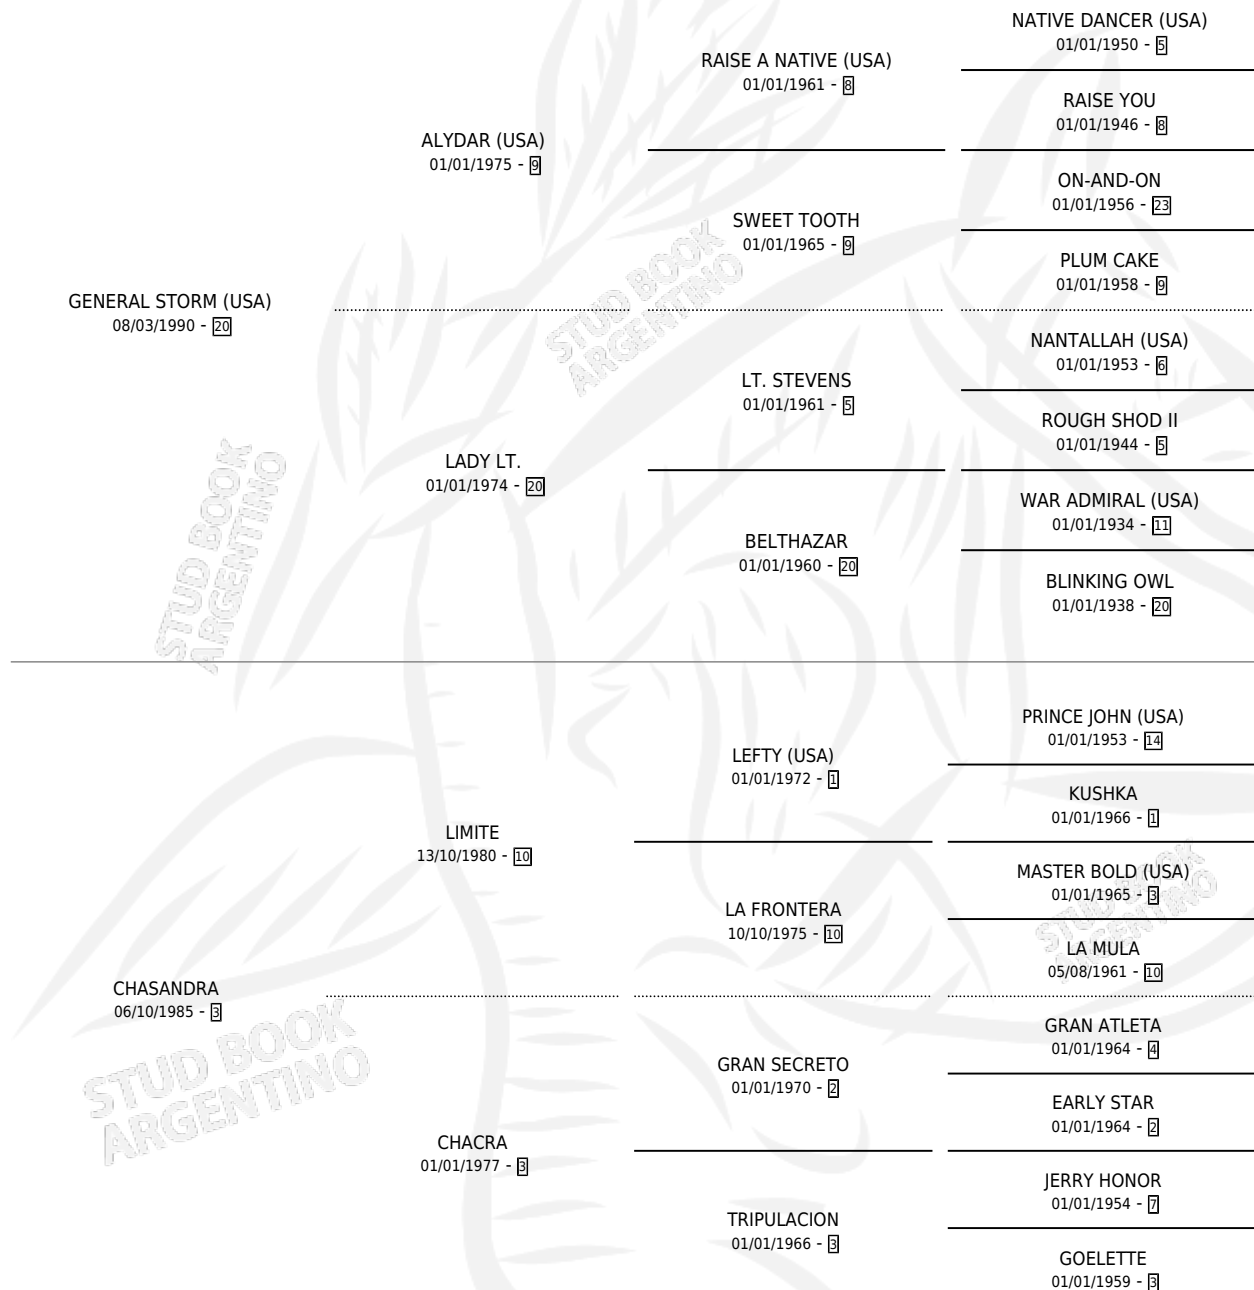 NATIVE DANCER (USA)
01/01/1950 - 5
RAISE A NATIVE (USA)
01/01/1961 - 8
RAISE YOU
01/01/1946 - 8
ALYDAR (USA)
01/01/1975 - 9
ON-AND-ON
01/01/1956 - 23
SWEET TOOTH
01/01/1965 - 9
PLUM CAKE
01/01/1958 - 9
GENERAL STORM (USA)
08/03/1990 - 20
NANTALLAH (USA)
01/01/1953 - 6
LT. STEVENS
01/01/1961 - 5
ROUGH SHOD II
01/01/1944 - 5
LADY LT.
01/01/1974 - 20
WAR ADMIRAL (USA)
01/01/1934 - 11
BELTHAZAR
01/01/1960 - 20
BLINKING OWL
01/01/1938 - 20
PRINCE JOHN (USA)
01/01/1953 - 14
LEFTY (USA)
01/01/1972 - 1
KUSHKA
01/01/1966 - 1
LIMITE
13/10/1980 - 10
MASTER BOLD (USA)
01/01/1965 - 3
LA FRONTERA
10/10/1975 - 10
LA MULA
05/08/1961 - 10
CHASANDRA
06/10/1985 - 3
GRAN ATLETA
01/01/1964 - 4
GRAN SECRETO
01/01/1970 - 2
EARLY STAR
01/01/1964 - 2
CHACRA
01/01/1977 - 3
JERRY HONOR
01/01/1954 - 7
TRIPULACION
01/01/1966 - 3
GOELETTE
01/01/1959 - 3
STUD BOOK
ARGENTINO
STUD BOOK
ARGENTINO
STUD BOOK
ARGENTINO
STUD BOOK
ARGENTINO